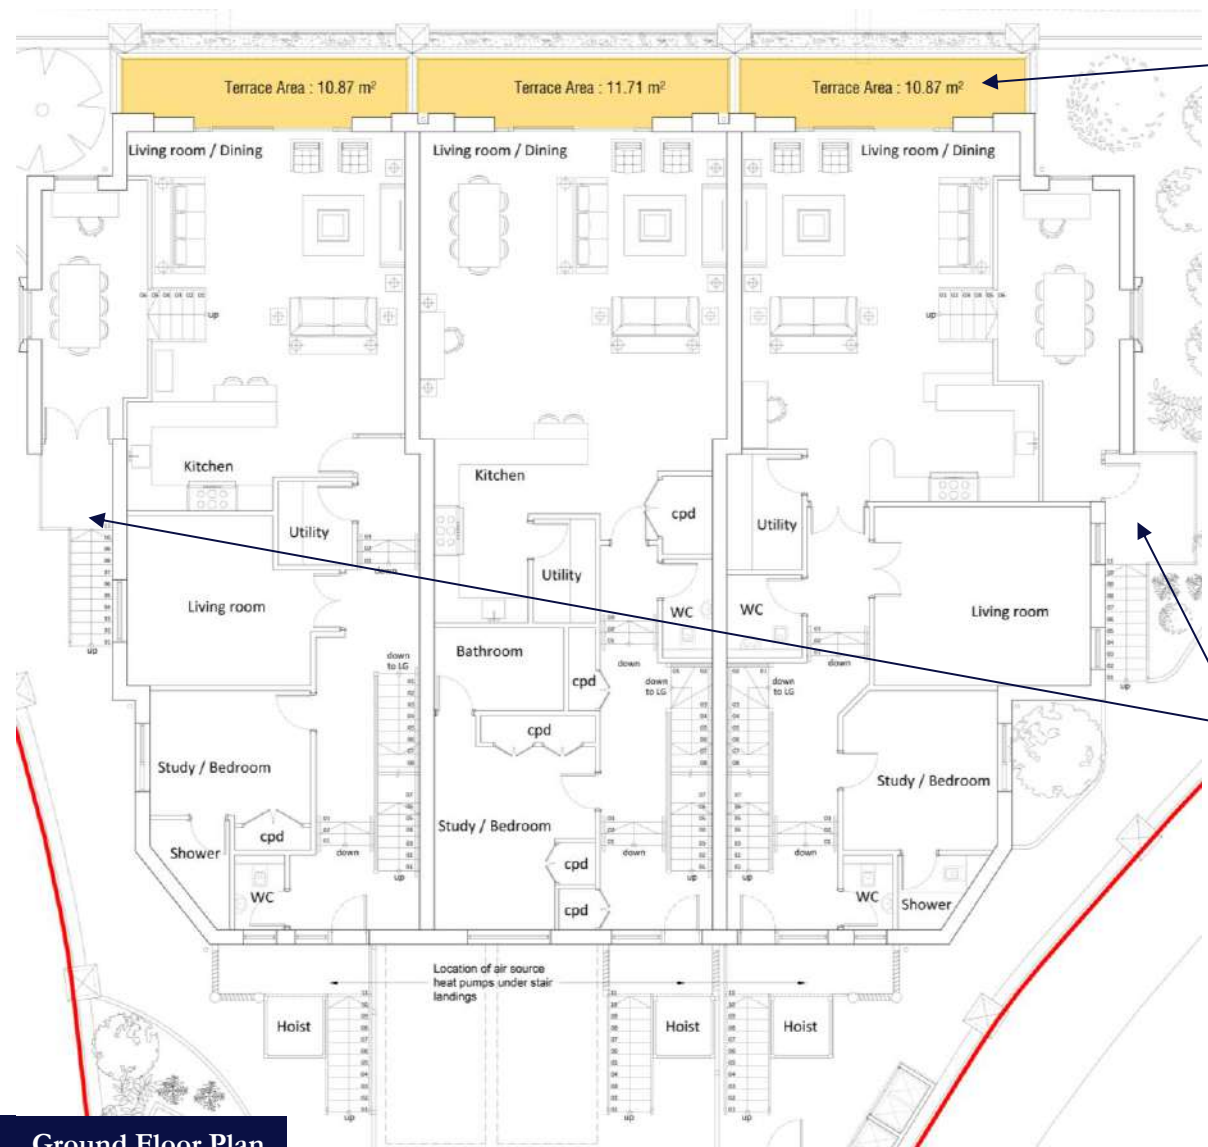 Terrace Area : 10.87 m²
Terrace Area : 11.71 m²
Terrace Area : 10.87 m²
Living room / Dining
Living room / Dining
Living room / Dining
up
up
Kitchen
Kitchen
cpd
Utility
Utility
Utility
down
Living room
WC
WC
Living room
up
Bathroom
down
to LG
cpd
down
down
to LG
down
to LG
down
up
cpd
Study / Bedroom
Study / Bedroom
Study / Bedroom
cpd
Shower
down
cpd
down
down
up
up
up
WC
cpd
WC
Shower
Location of air source
heat pumps under stair
landings
Hoist
Hoist
Hoist
up
up
up
Ground Floor Plan